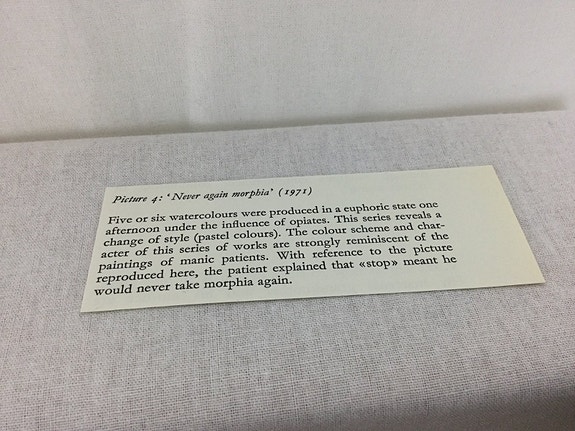 Picture 4: 'Never again morphia' (1971)
Five or six watercolours were produced in a euphoric state one
afternoon under the influence of opiates. This series reveals a
change of style (pastel colours). The colour scheme and char-
acter of this series of works are strongly reminiscent of the
paintings of manic patients. With reference to the picture
reproduced here, the patient explained that «stop» meant he
would never take morphia again.